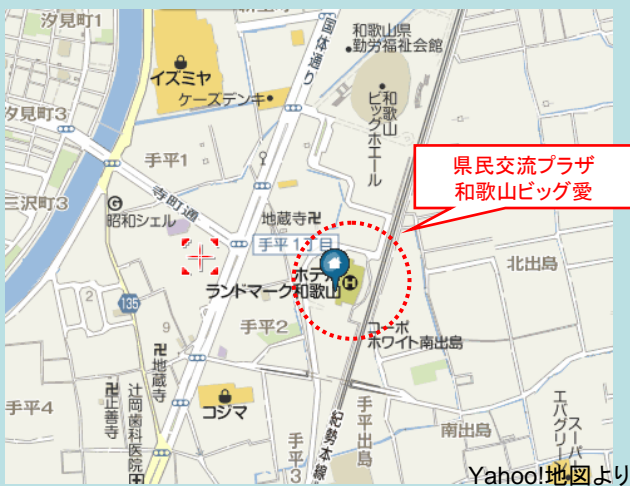 汐見町1
国体通り
和歌山県
勤労福祉会館
イズミヤ
ケーズデンキ
和歌山
ビッグホエール
汐見町3
手平1
県民交流プラザ
和歌山ビッグ愛
三沢町3
寺町通
昭和シェル
地蔵寺卍
手平1丁目
北出島
ホテル
ランドマーク和歌山
H
2
135
9
手平2
コーポ
ホワイト南出島
卍地蔵寺
卍正善寺
辻岡歯科医院
手平4
コジマ
手平3
紀勢本線
手平出島
南出島
スーパー
エバグリーン
Yahoo!地図より